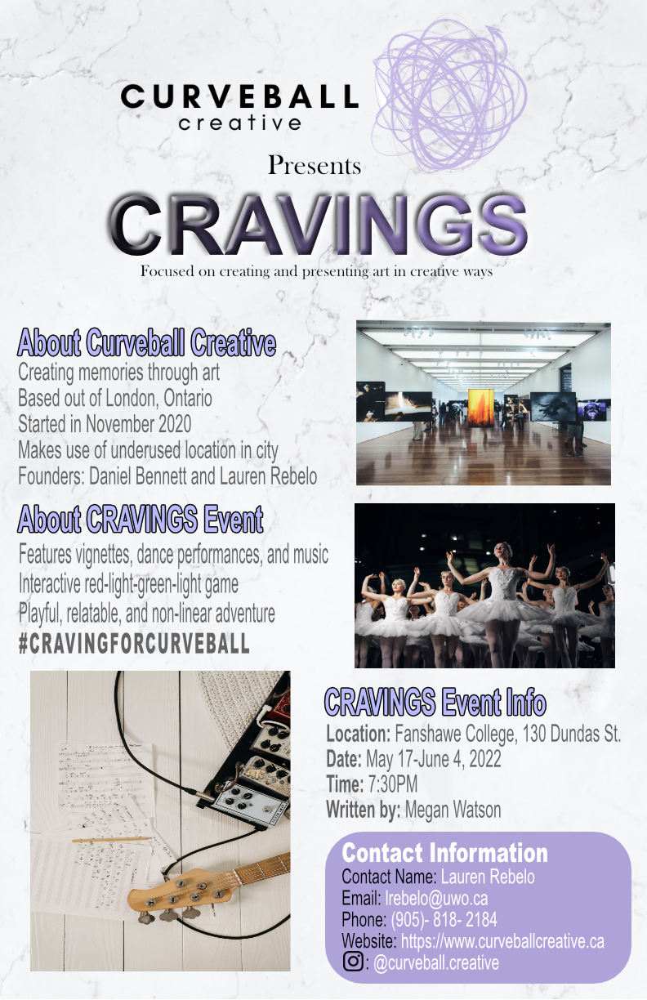 CURVEBALL
creative
Presents
CRAVINGS
Focused on creating and presenting art in creative ways
About Curveball Creative
Creating memories through art
Based out of London, Ontario
Started in November 2020
Makes use of underused location in city
Founders: Daniel Bennett and Lauren Rebelo
About CRAVINGS Event
Features vignettes, dance performances, and music
Interactive red-light-green-light game
Playful, relatable, and non-linear adventure
#CRAVINGFORCURVEBALL
CRAVINGS Event Info
Location: Fanshawe College, 130 Dundas St.
Date: May 17-June 4, 2022
Time: 7:30PM
Written by: Megan Watson
Contact Information
Contact Name: Lauren Rebelo
Email: lrebelo@uwo.ca
Phone: (905)- 818- 2184
Website: https://www.curveballcreative.ca
: @curveball.creative